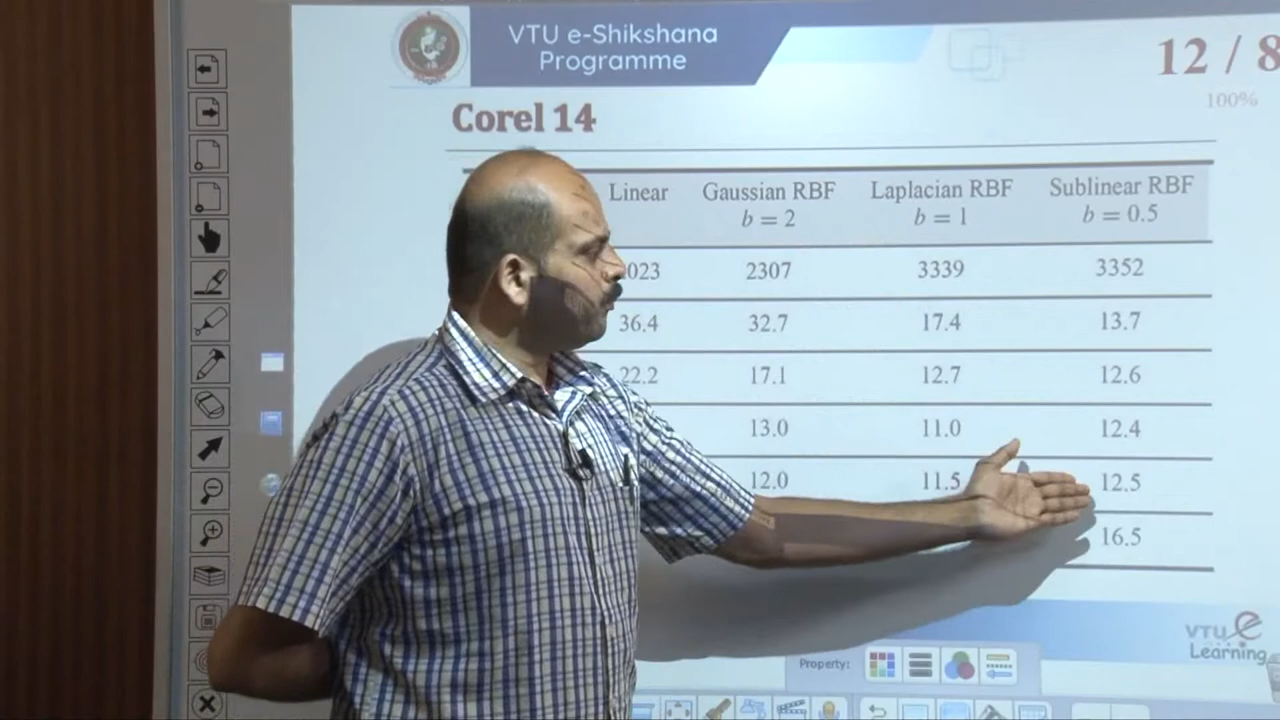 VTU e-Shikshana
Programme
12 / 8
100%
Corel 14
Linear Gaussian RBF Laplacian RBF Sublinear RBF
b = 2 b = 1 b = 0.5
023 2307 3339 3352
36.4 32.7 17.4 13.7
22.2 17.1 12.7 12.6
13.0 11.0 12.4
12.0 11.5 12.5
16.5
VTU e
Learning
Property: